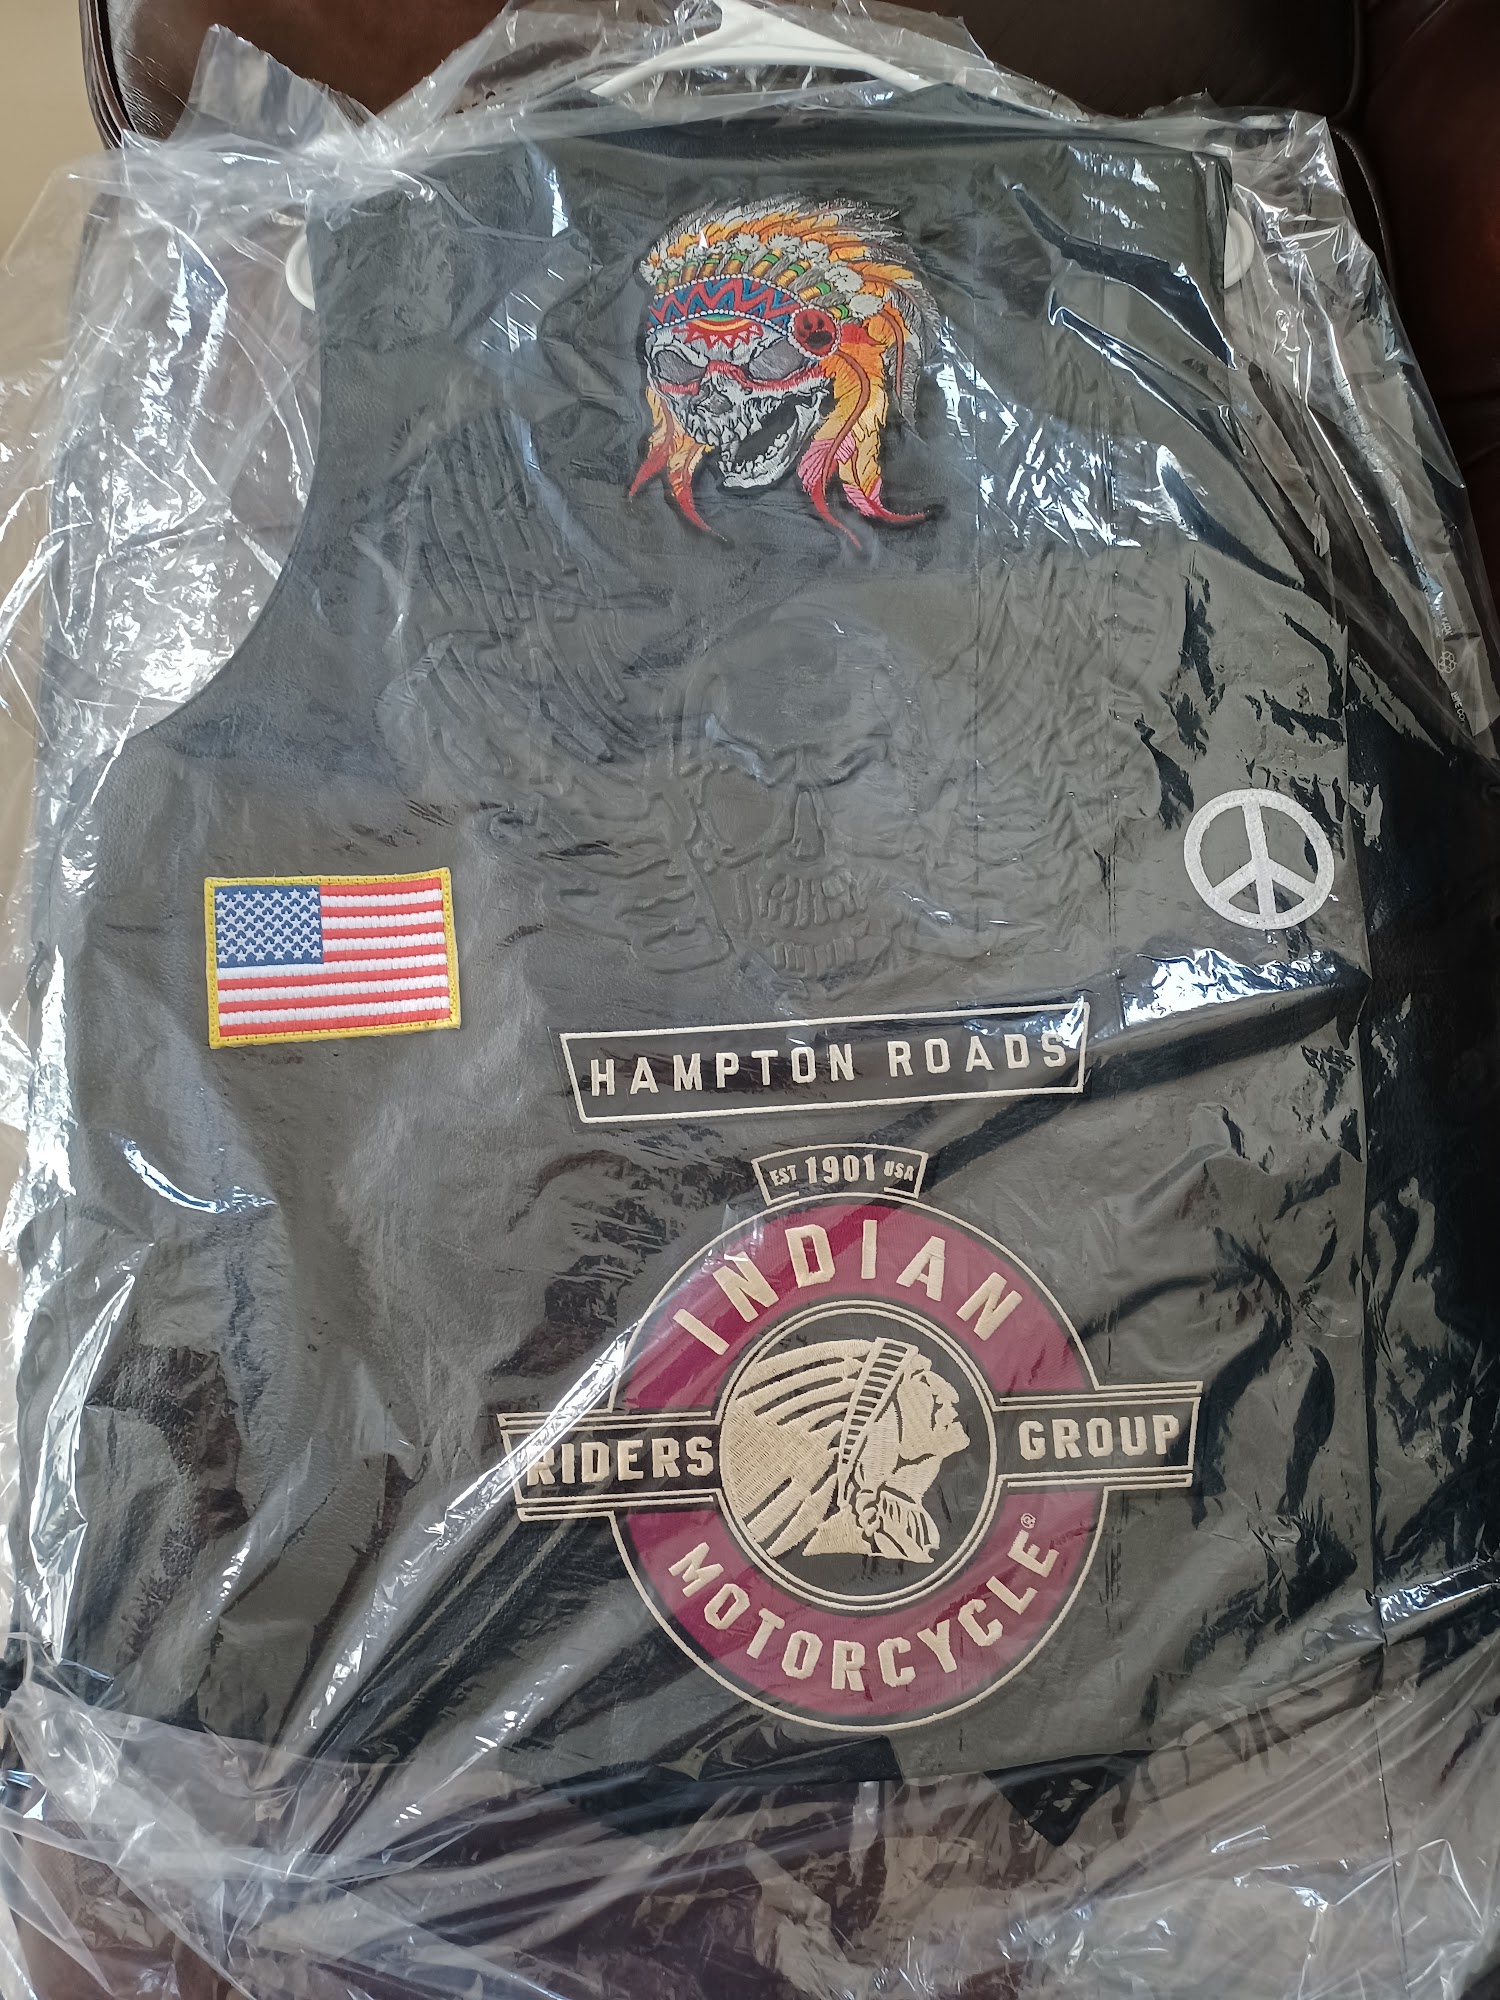 HAMPTON ROADS
EST 1901 USA
INDIAN
RIDERS GROUP
MOTORCYCLE®